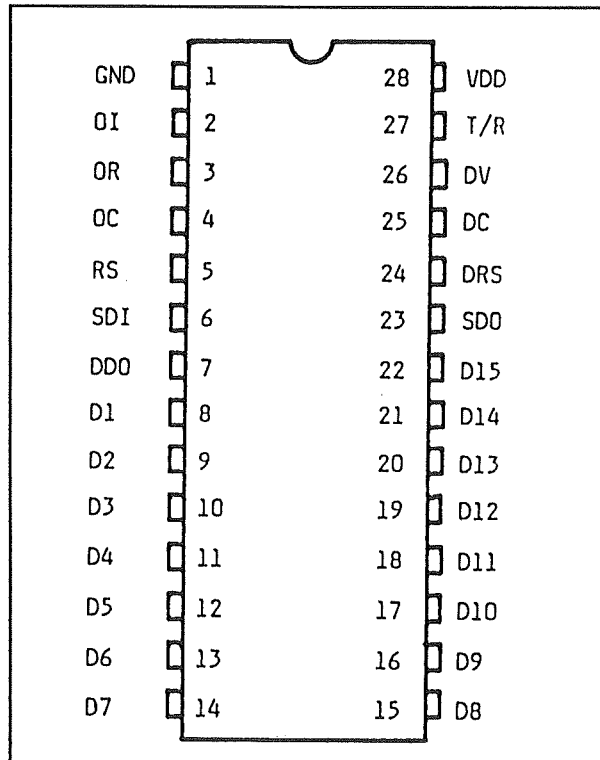 GND 1 28 VDD
OI 2 27 T/R
OR 3 26 DV
OC 4 25 DC
RS 5 24 DRS
SDI 6 23 SDO
DDO 7 22 D15
D1 8 21 D14
D2 9 20 D13
D3 10 19 D12
D4 11 18 D11
D5 12 17 D10
D6 13 16 D9
D7 14 15 D8